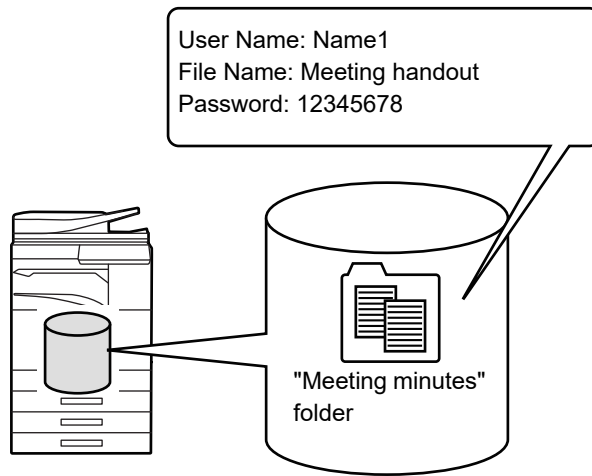 User Name: Name1
File Name: Meeting handout
Password: 12345678
"Meeting minutes"
folder